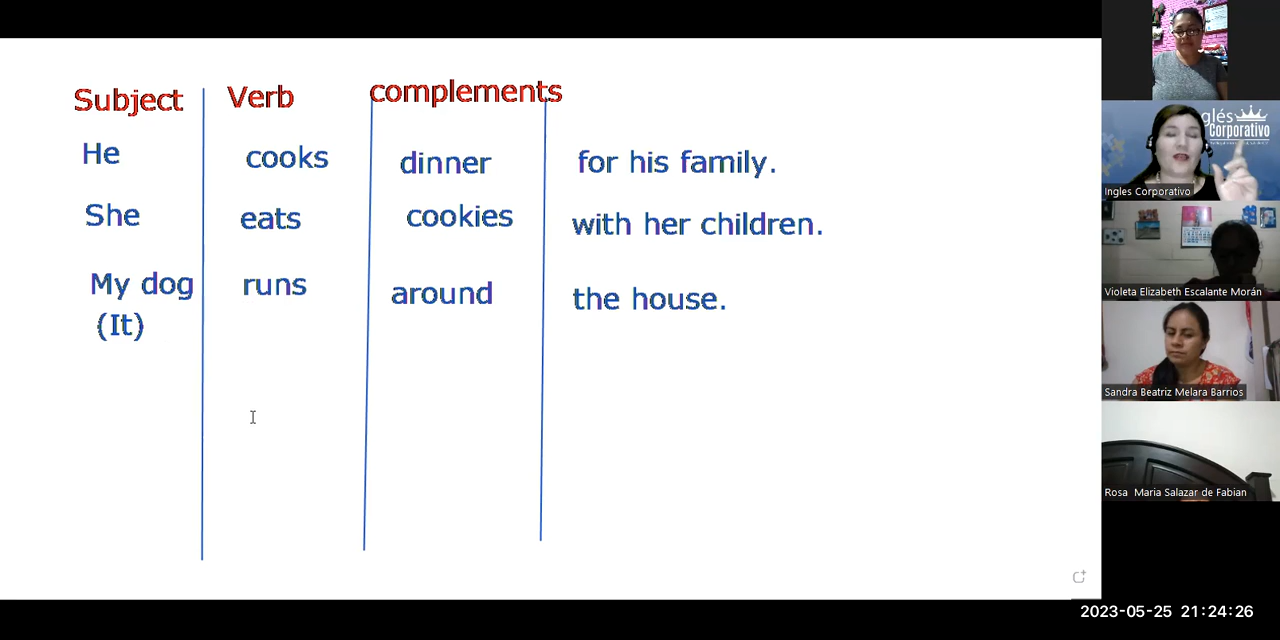 Subject Verb complements
He cooks dinner for his family.
She eats cookies with her children.
My dog runs around the house.
(It)
glés
Corporativo
Ingles Corporativo
Violeta Elizabeth Escalante Morán
Sandra Beatriz Melara Barrios
Rosa Maria Salazar de Fabian
2023-05-25 21:24:26